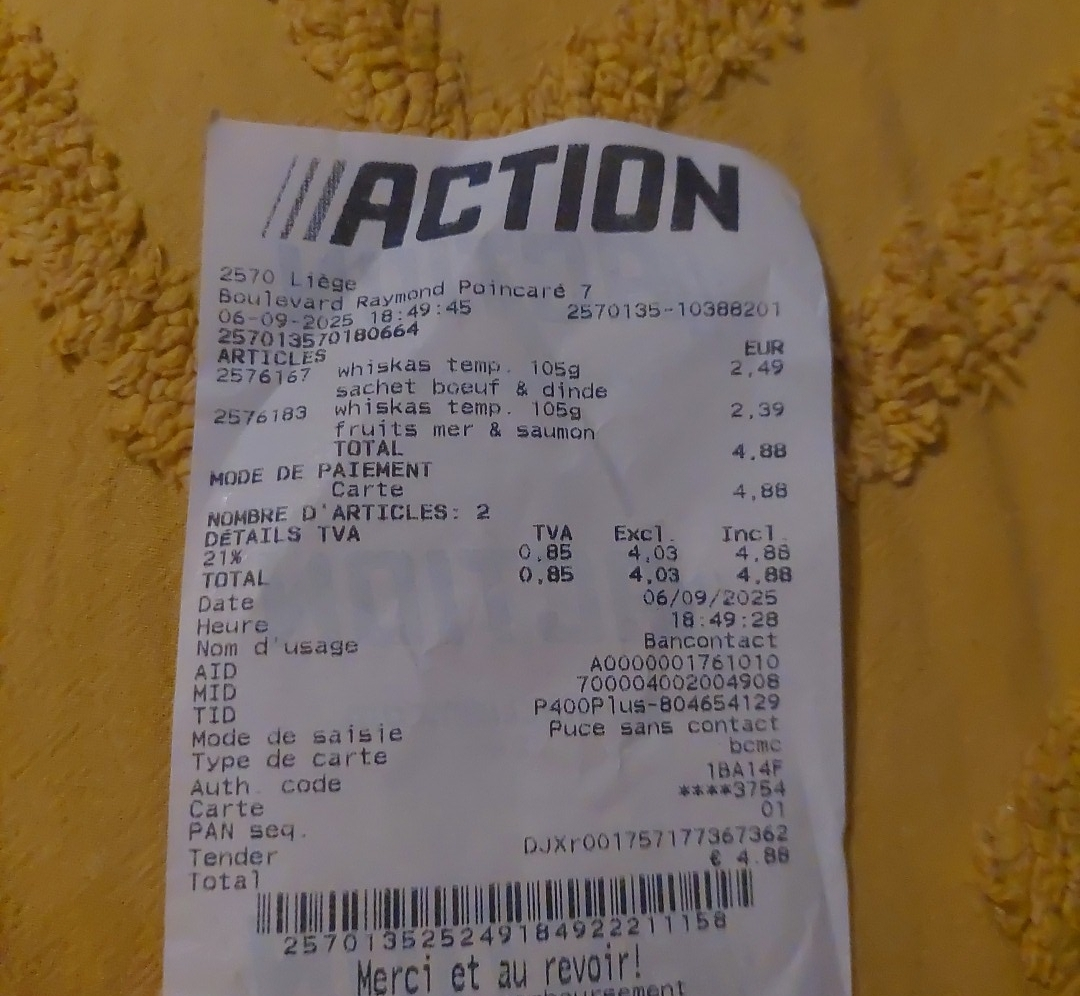 ACTION
2570 Liège
Boulevard Raymond Poincaré 7
06-09-2025 18:49:45 2570135-10388201
257013570180664
ARTICLES EUR
2576167 whiskas temp. 105g 2,49
sachet boeuf & dinde
2576183 whiskas temp. 105g 2,39
fruits mer & saumon
TOTAL 4,88
MODE DE PAIEMENT
Carte 4,88
NOMBRE D'ARTICLES: 2
DÉTAILS TVA TVA Excl. Incl.
21% 0,85 4,03 4,88
TOTAL 0,85 4,03 4,88
Date 06/09/2025
Heure 18:49:28
Nom d'usage Bancontact
AID A0000001761010
MID 700004002004908
TID P400Plus-804654129
Mode de saisie Puce sans contact
Type de carte bcmc
Auth. code 1BA14F
Carte ****3754
PAN seq. 01
Tender DJXr001757177367362
Total € 4.88
257013525249184922211158
Merci et au revoir!